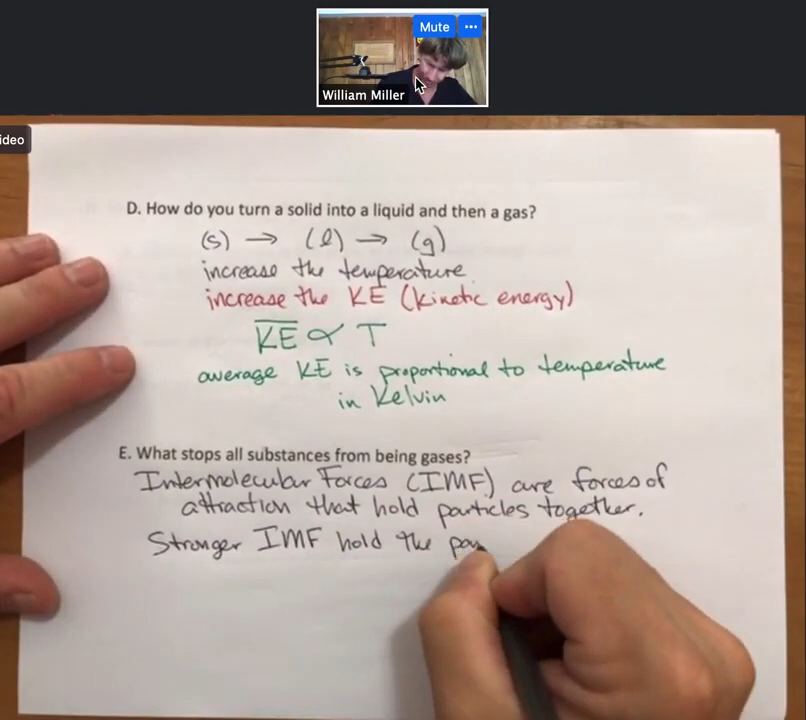 Mute
William Miller
ideo
D. How do you turn a solid into a liquid and then a gas?
(s) → (l) → (g)
increase the temperature
increase the KE (kinetic energy)
K̅E̅ ∝ T
average KE is proportional to temperature
in Kelvin
E. What stops all substances from being gases?
Intermolecular Forces (IMF) are forces of
attraction that hold particles together.
Stronger IMF hold the pa